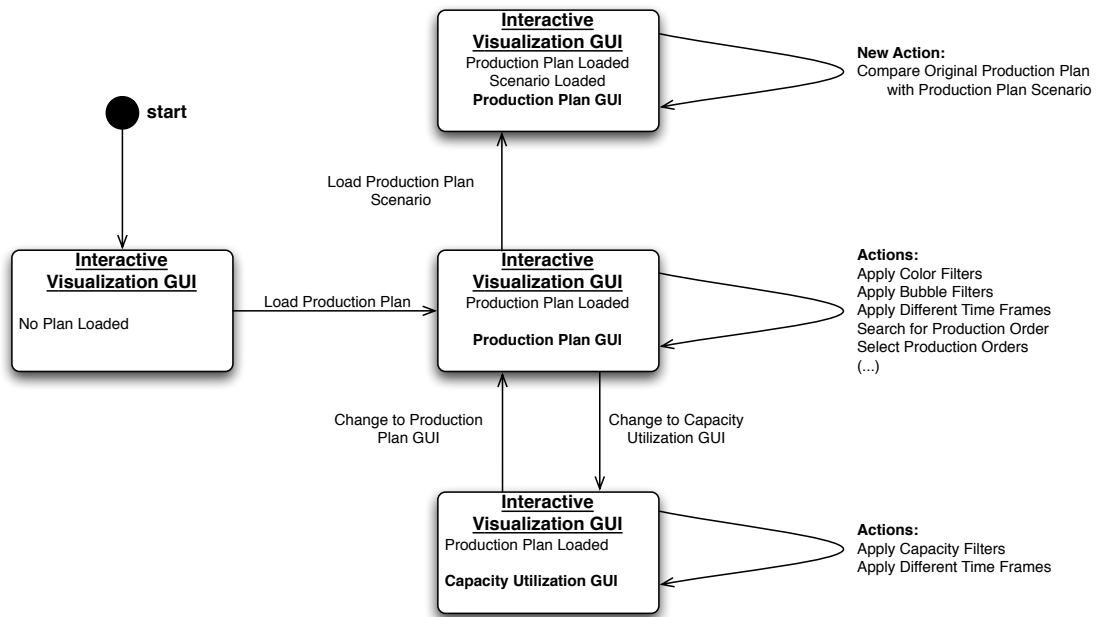 Interactive
Visualization GUI
Production Plan Loaded
Scenario Loaded
Production Plan GUI
New Action:
Compare Original Production Plan
with Production Plan Scenario
start
Load Production Plan
Scenario
Interactive
Visualization GUI
No Plan Loaded
Load Production Plan
Interactive
Visualization GUI
Production Plan Loaded
Production Plan GUI
Actions:
Apply Color Filters
Apply Bubble Filters
Apply Different Time Frames
Search for Production Order
Select Production Orders
(...)
Change to Production
Plan GUI
Change to Capacity
Utilization GUI
Interactive
Visualization GUI
Production Plan Loaded
Capacity Utilization GUI
Actions:
Apply Capacity Filters
Apply Different Time Frames